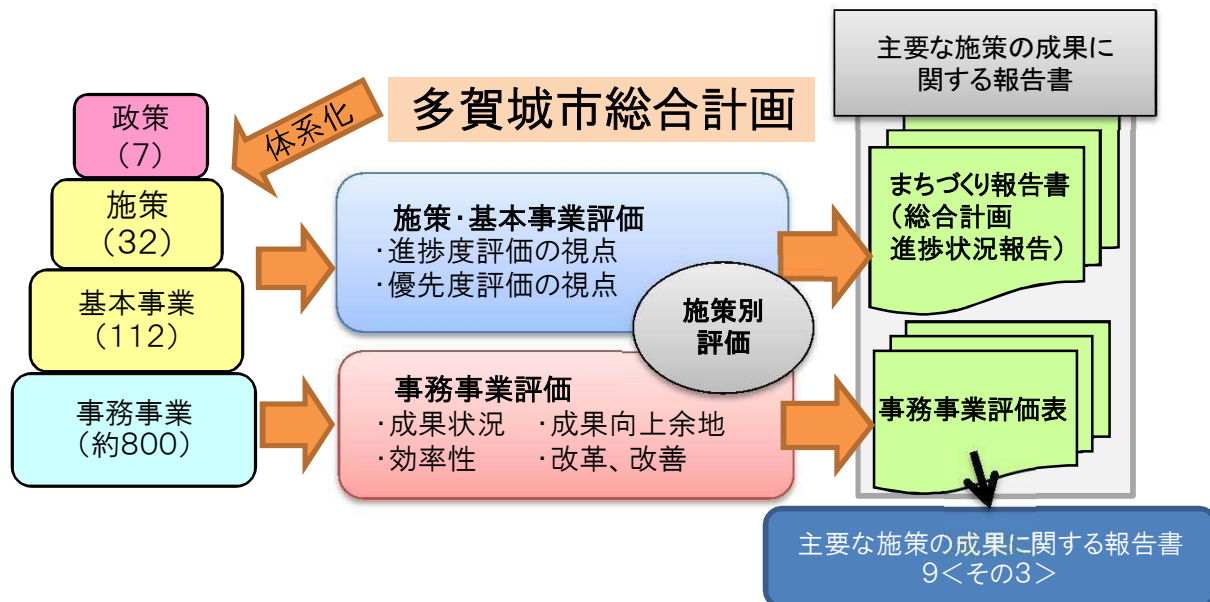 多賀城市総合計画
体系化
政策
(7)
施策
(32)
基本事業
(112)
事務事業
(約800)
施策・基本事業評価
・進捗度評価の視点
・優先度評価の視点
施策別
評価
事務事業評価
・成果状況 ・成果向上余地
・効率性 ・改革、改善
主要な施策の成果に
関する報告書
まちづくり報告書
(総合計画
進捗状況報告)
事務事業評価表
主要な施策の成果に関する報告書
9<その3>